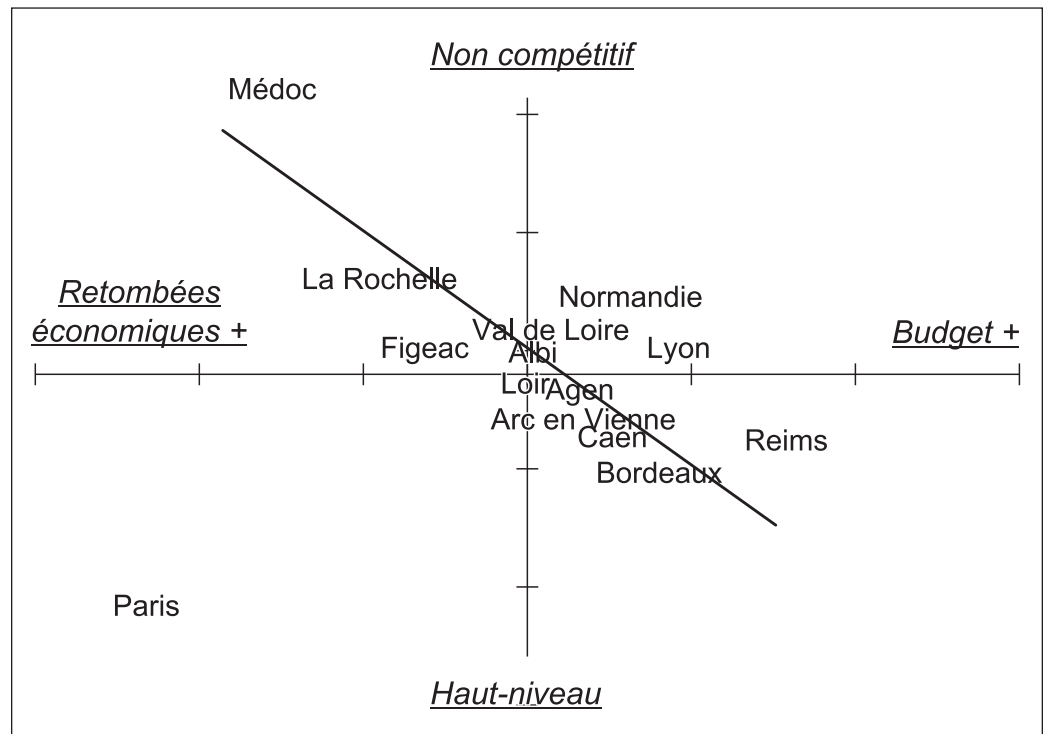 Non compétitif
Médoc
La Rochelle
Retombées
économiques +
Normandie
Val de Loire
Budget +
Figeac
Albi
Lyon
Loir
Agen
Arc en Vienne
Caen
Reims
Bordeaux
Paris
Haut-niveau